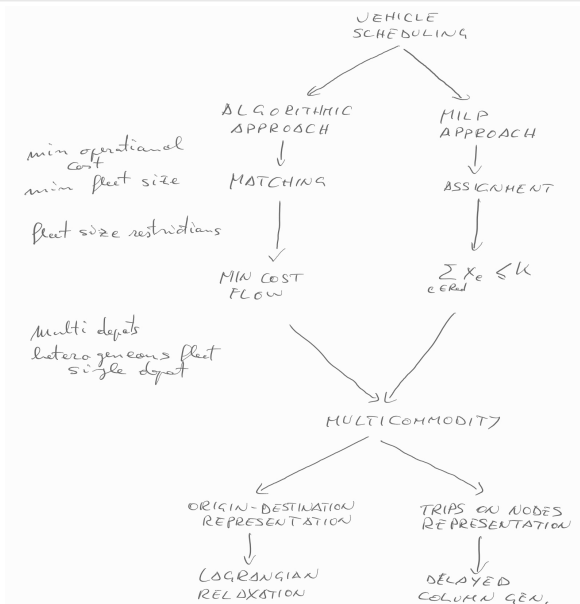 VEHICLE
SCHEDULING
ALGORITHMIC
APPROACH
MILP
APPROACH
min operational
cost
min fleet size
MATCHING
ASSIGNMENT
fleet size restrictions
MIN COST
FLOW
∑ xe ≤ K
e ∈ Red
multi depots
heterogeneous fleet
single depot
MULTICOMMODITY
ORIGIN-DESTINATION
REPRESENTATION
TRIPS ON NODES
REPRESENTATION
LAGRANGIAN
RELAXATION
DELAYED
COLUMN GEN.